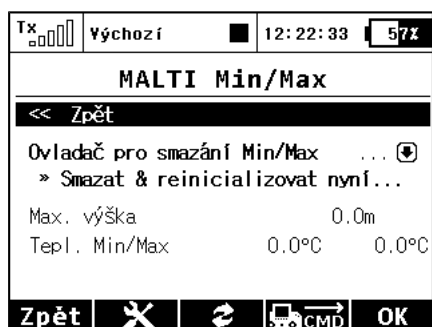 Tx Výchozí 12:22:33 57%
MALTI Min/Max
<< Zpět
Ovladač pro smazání Min/Max ...
» Smazat & reinicializovat nyní...
Max. výška 0.0m
Tepl. Min/Max 0.0°C 0.0°C
Zpět CMD OK